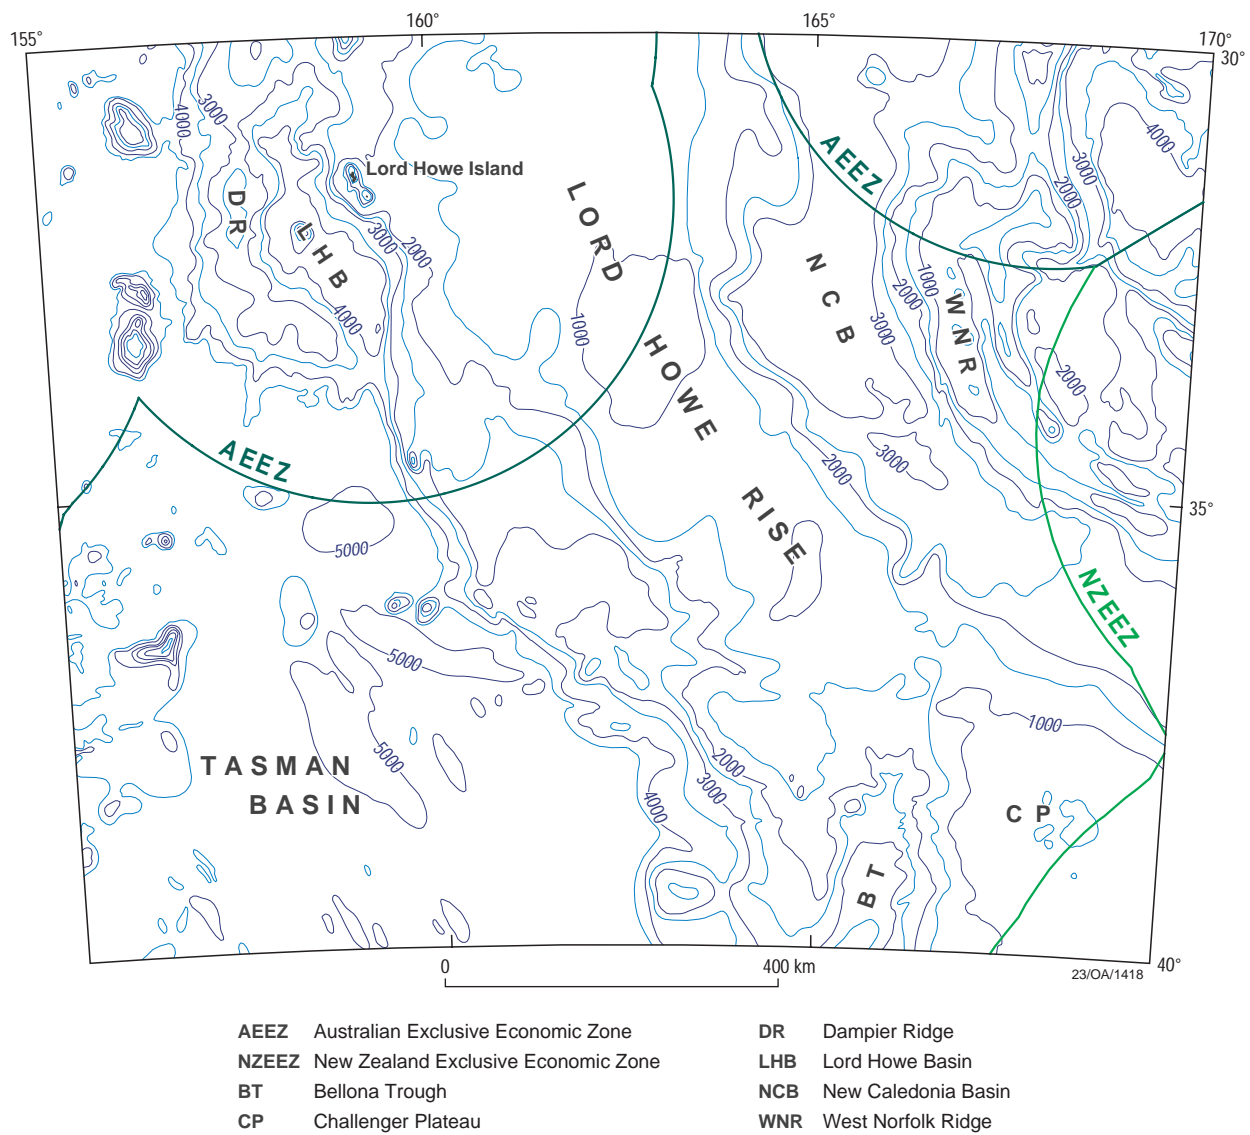 155°
160°
165°
170°
30°
4000
3000
AEEZ
4000
3000
2000
Lord Howe Island
DR
LHB
LORD
3000
2000
NCB
1000
2000
WNR
4000
1000
3000
HOWE
2000
AEEZ
3000
2000
RISE
35°
5000
NZEEZ
5000
1000
TASMAN
BASIN
5000
2000
3000
4000
CP
BT
40°
0
400 km
23/OA/1418
AEEZ Australian Exclusive Economic Zone
NZEEZ New Zealand Exclusive Economic Zone
BT Bellona Trough
CP Challenger Plateau
DR Dampier Ridge
LHB Lord Howe Basin
NCB New Caledonia Basin
WNR West Norfolk Ridge